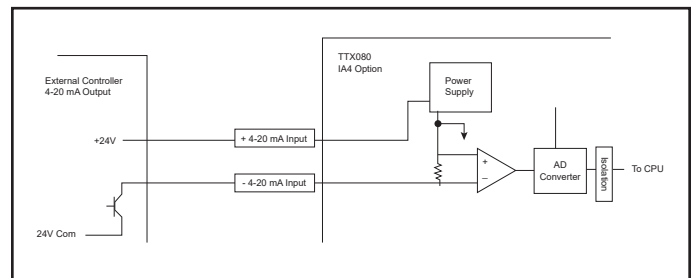 TTX080
IA4 Option
External Controller
4-20 mA Output
Power
Supply
+24V
+ 4-20 mA Input
+
–
AD
Converter
Isolation
To CPU
- 4-20 mA Input
24V Com